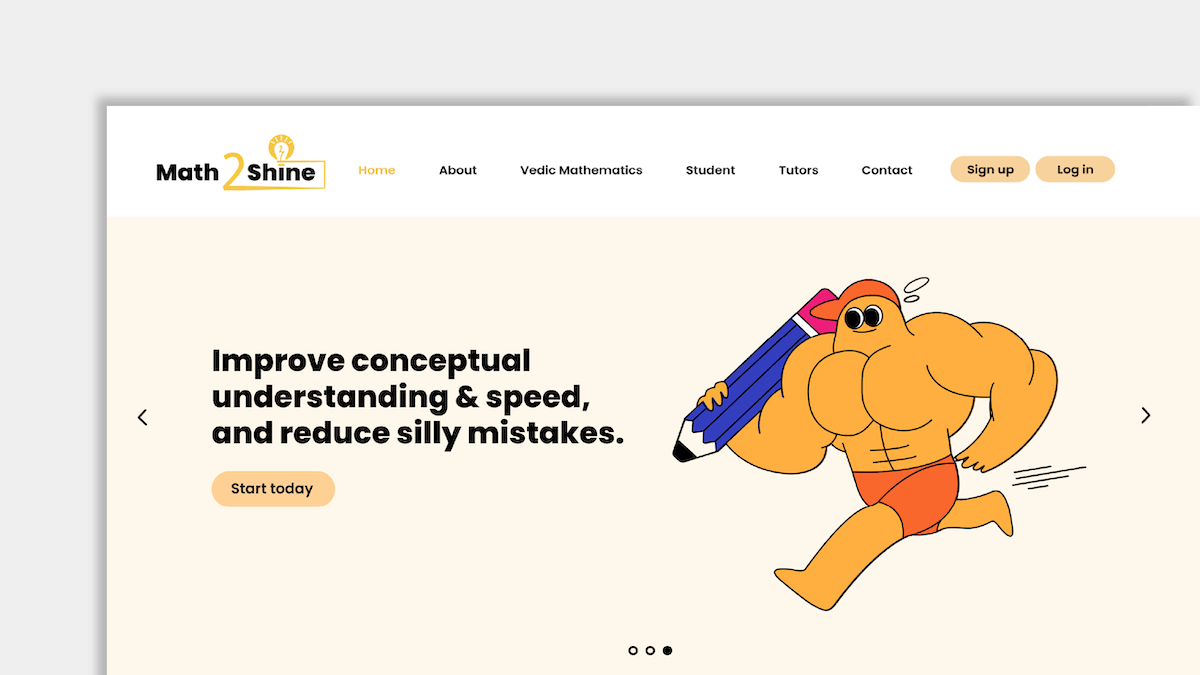 Math 2 Shine
Home
About
Vedic Mathematics
Student
Tutors
Contact
Sign up
Log in
Improve conceptual
understanding & speed,
and reduce silly mistakes.
Start today